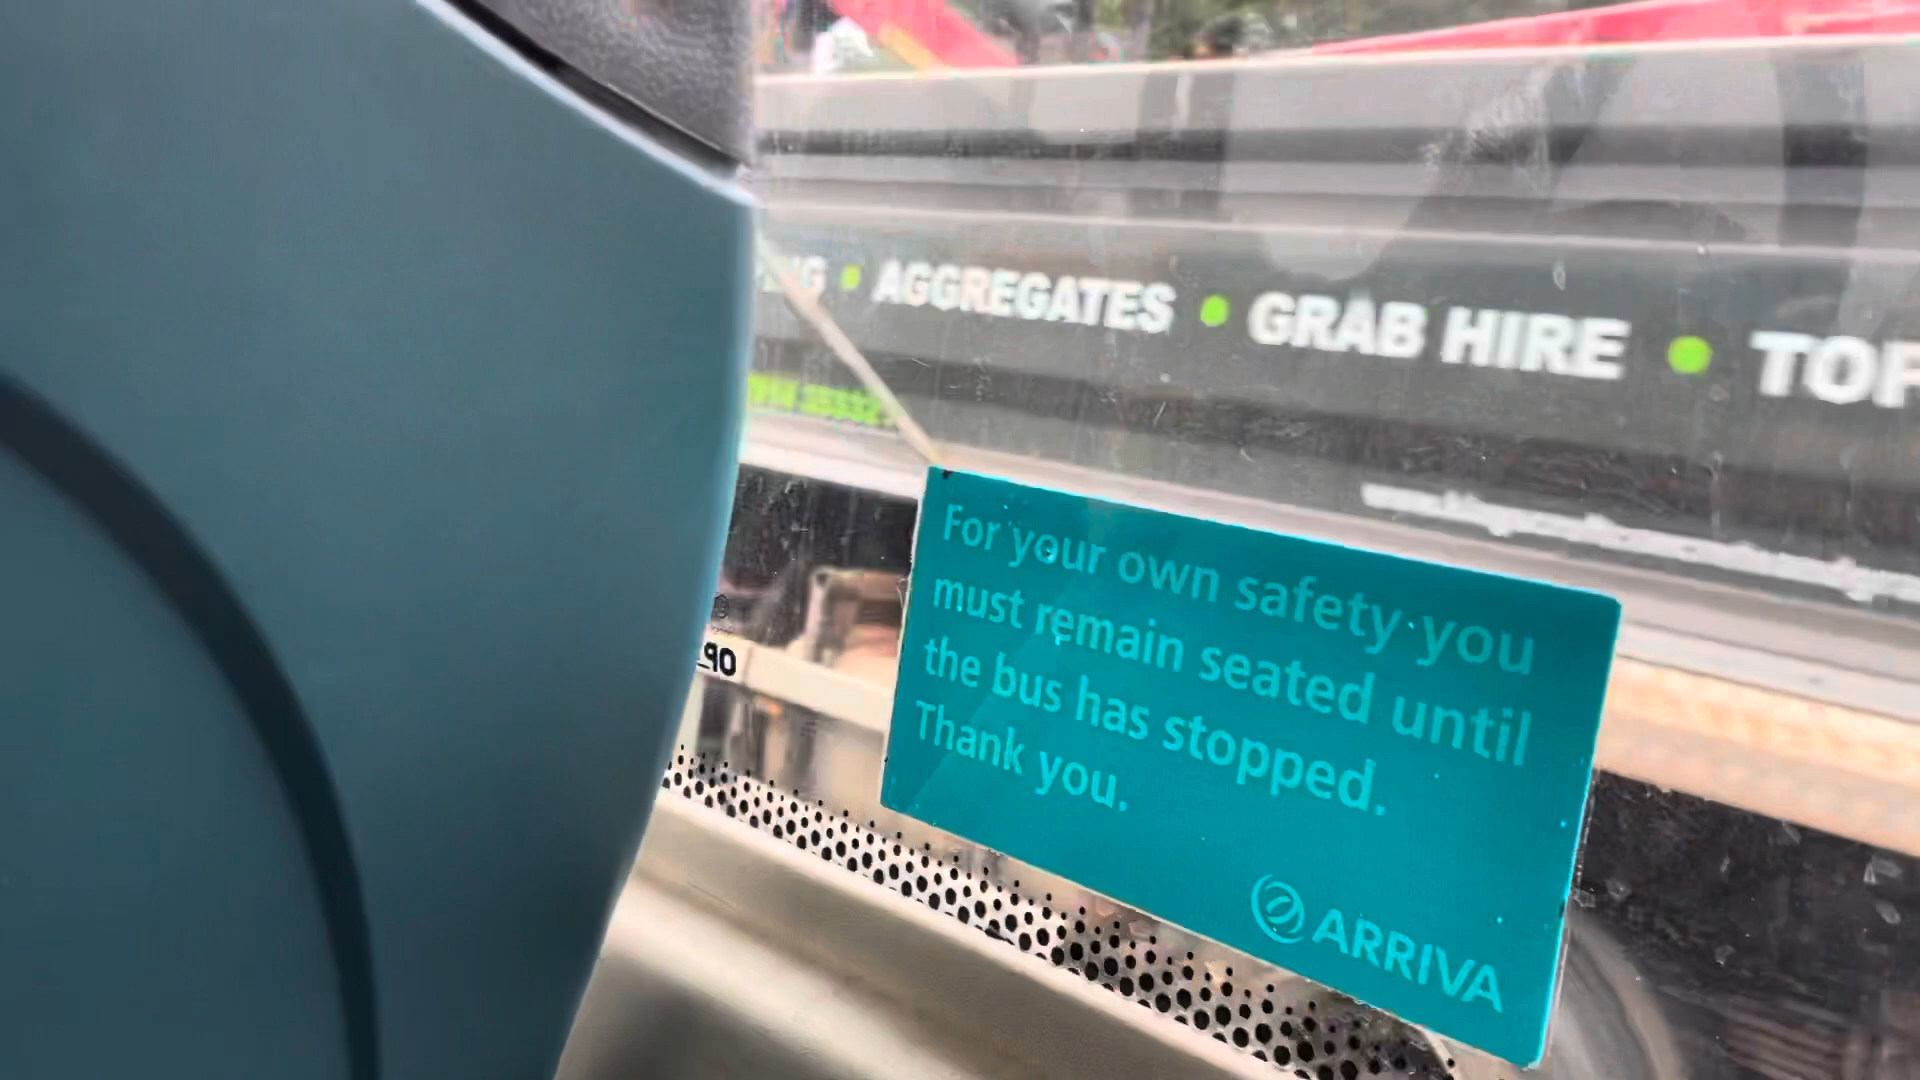 AGGREGATES • GRAB HIRE •
For your own safety you
must remain seated until
the bus has stopped.
Thank you.
ARRIVA